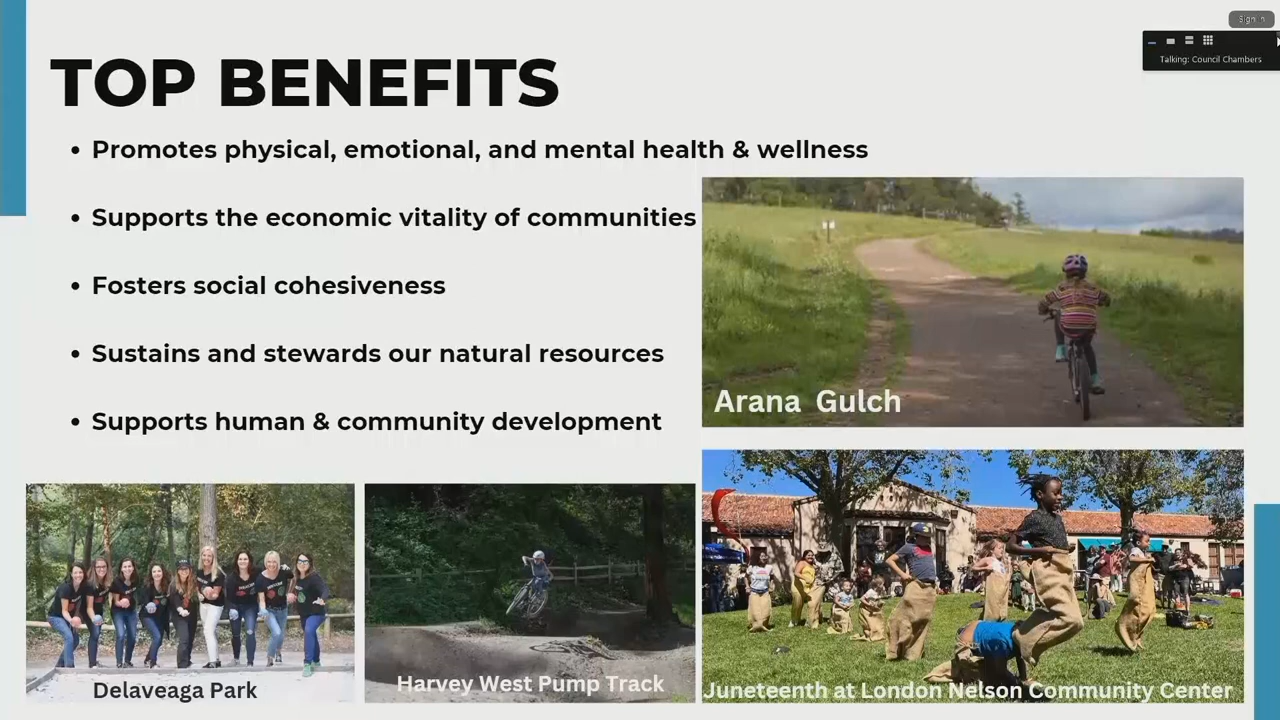 Sign in
Talking: Council Chambers
TOP BENEFITS
• Promotes physical, emotional, and mental health & wellness
• Supports the economic vitality of communities
• Fosters social cohesiveness
• Sustains and stewards our natural resources
• Supports human & community development
Arana Gulch
Delaveaga Park
Harvey West Pump Track
Juneteenth at London Nelson Community Center